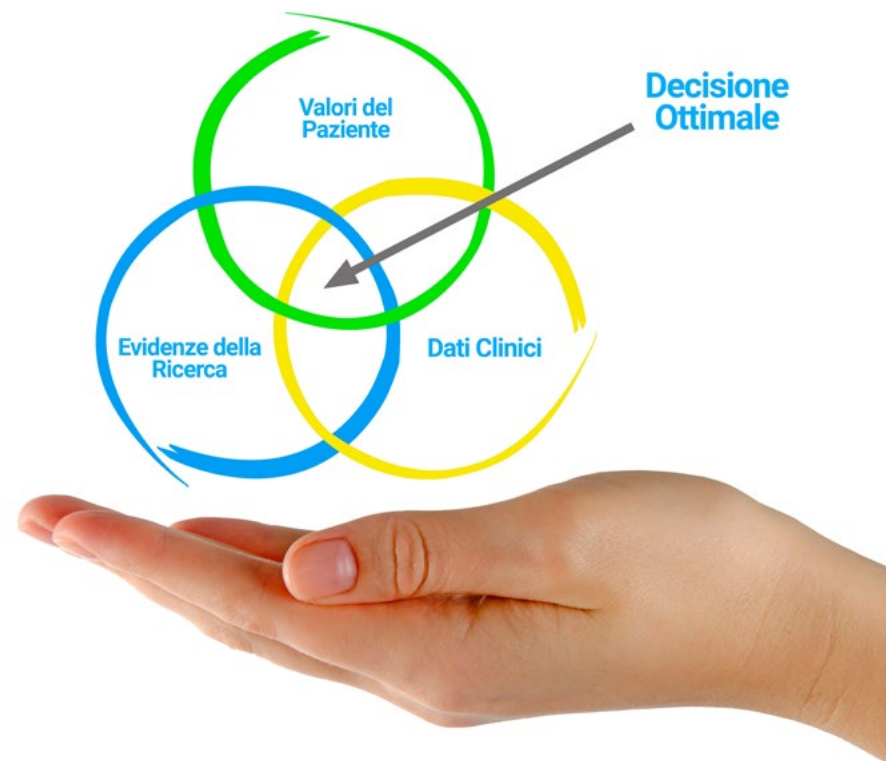 Valori del
Paziente
Decisione
Ottimale
Evidenze della
Ricerca
Dati Clinici